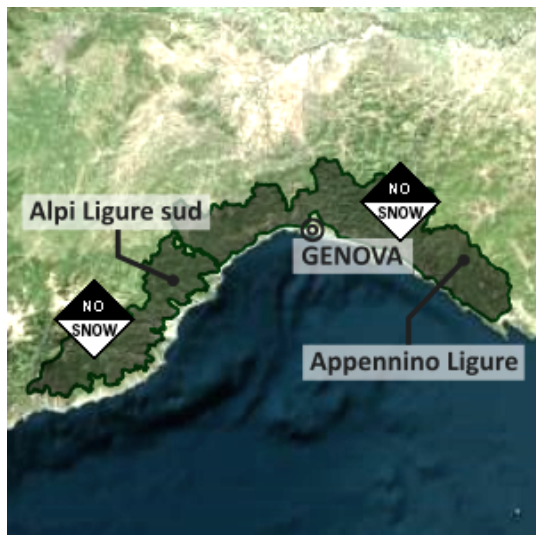 NO
SNOW
Alpi Ligure sud
GENOVA
NO
SNOW
Appennino Ligure